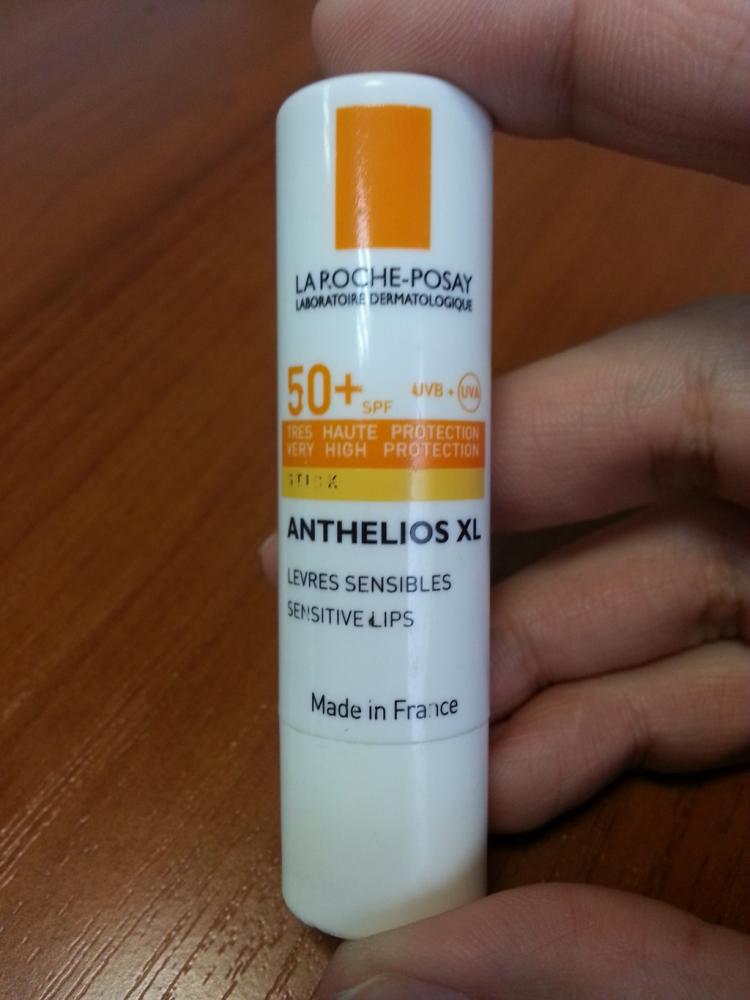 LA ROCHE-POSAY
LABORATOIRE DERMATOLOGIQUE
50+ SPF UVB + UVA
TRES HAUTE PROTECTION
VERY HIGH PROTECTION
STICK
ANTHELIOS XL
LEVRES SENSIBLES
SENSITIVE LIPS
Made in France